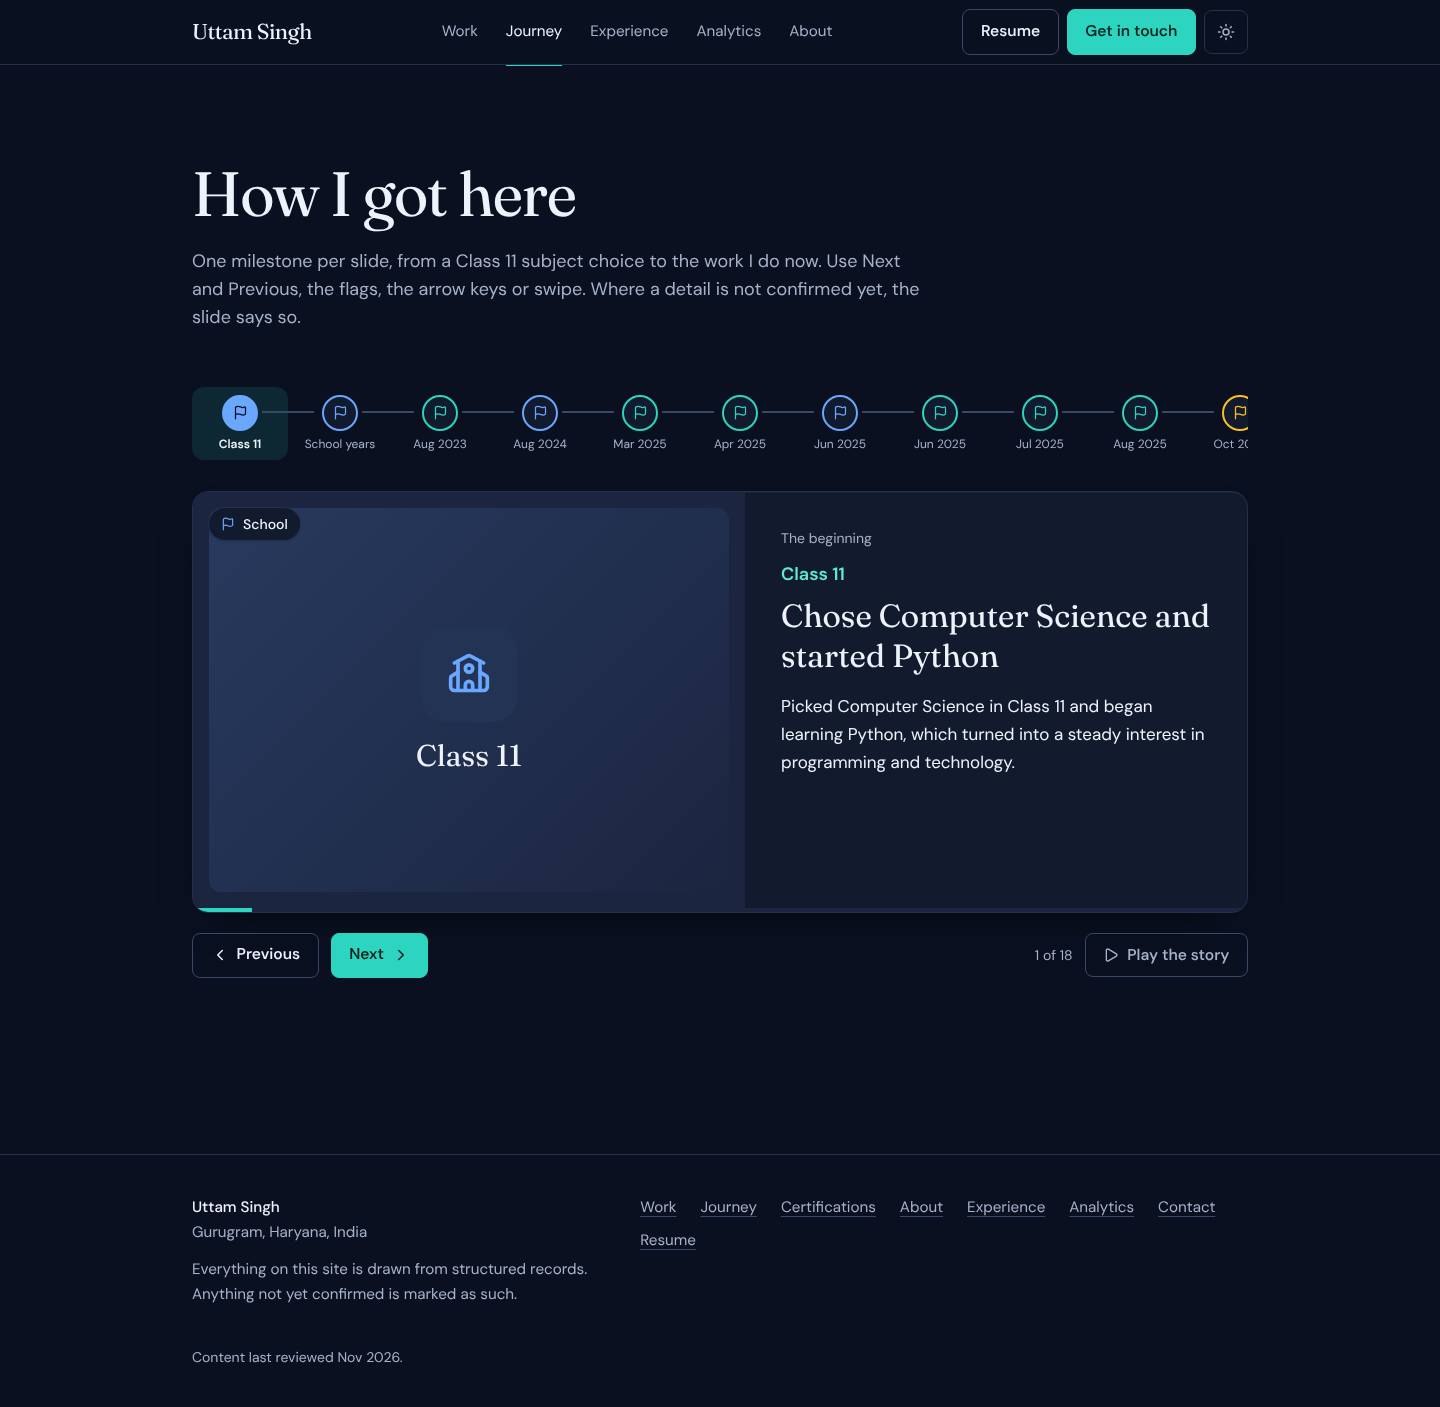 Uttam Singh
Work Journey Experience Analytics About
Resume Get in touch
How I got here
One milestone per slide, from a Class 11 subject choice to the work I do now. Use Next
and Previous, the flags, the arrow keys or swipe. Where a detail is not confirmed yet, the
slide says so.
Class 11 School years Aug 2023 Aug 2024 Mar 2025 Apr 2025 Jun 2025 Jun 2025 Jul 2025 Aug 2025 Oct 20
School
Class 11
The beginning
Class 11
Chose Computer Science and
started Python
Picked Computer Science in Class 11 and began
learning Python, which turned into a steady interest in
programming and technology.
Previous Next
1 of 18 Play the story
Uttam Singh
Gurugram, Haryana, India
Everything on this site is drawn from structured records.
Anything not yet confirmed is marked as such.
Work Journey Certifications About Experience Analytics Contact
Resume
Content last reviewed Nov 2026.